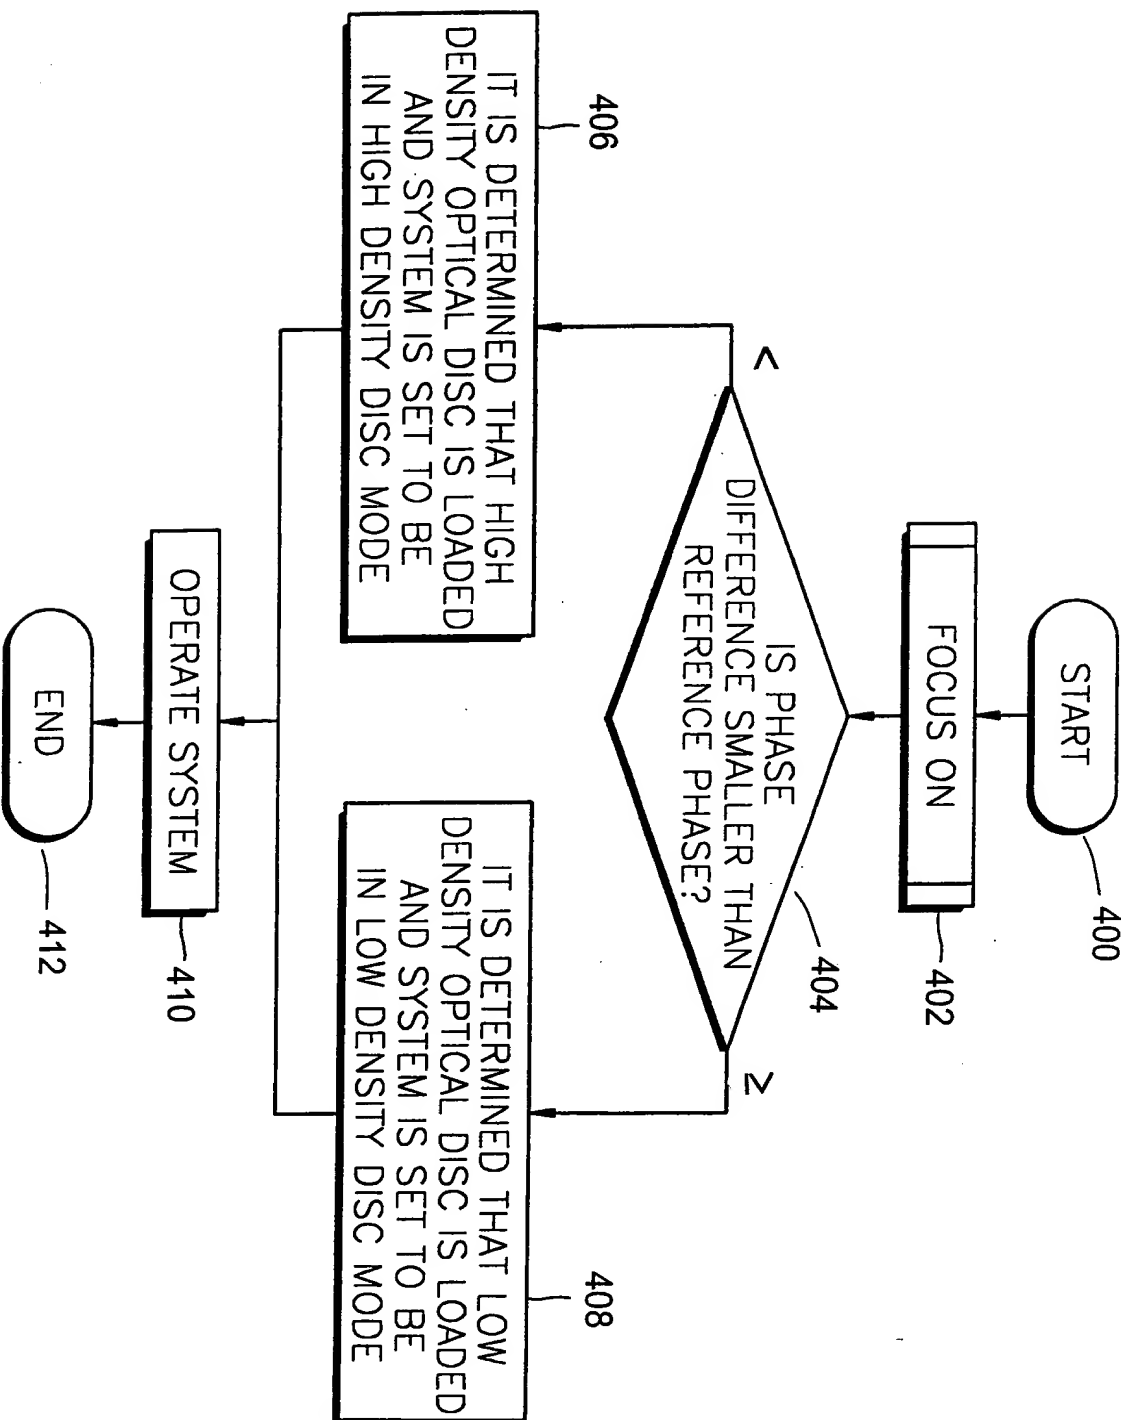 START
400
FOCUS ON
402
IS PHASE
DIFFERENCE SMALLER THAN
REFERENCE PHASE?
404
<
≥
406
IT IS DETERMINED THAT HIGH
DENSITY OPTICAL DISC IS LOADED
AND SYSTEM IS SET TO BE
IN HIGH DENSITY DISC MODE
408
IT IS DETERMINED THAT LOW
DENSITY OPTICAL DISC IS LOADED
AND SYSTEM IS SET TO BE
IN LOW DENSITY DISC MODE
OPERATE SYSTEM
410
END
412